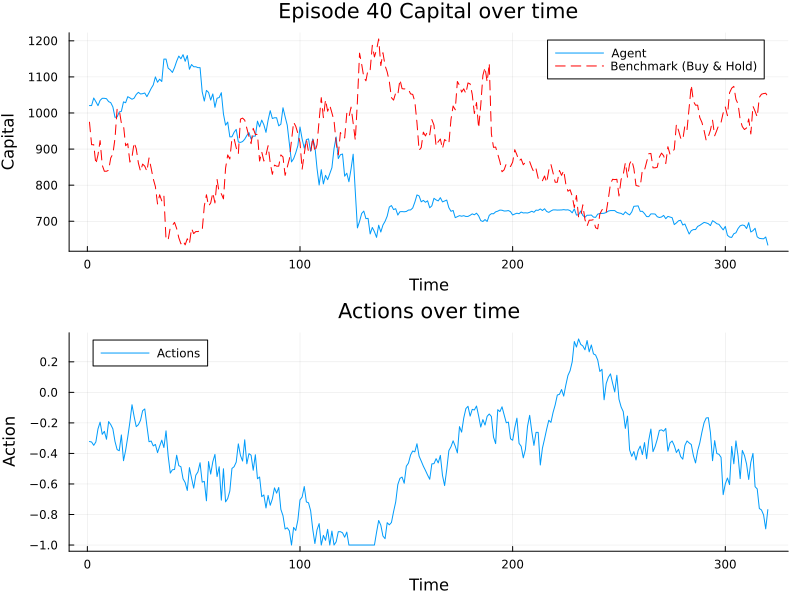 Episode 40 Capital over time
Capital
1200
1100
1000
900
800
700
Agent
Benchmark (Buy & Hold)
0
100
200
300
Time
Actions over time
Action
0.2
0.0
−0.2
−0.4
−0.6
−0.8
−1.0
Actions
0
100
200
300
Time